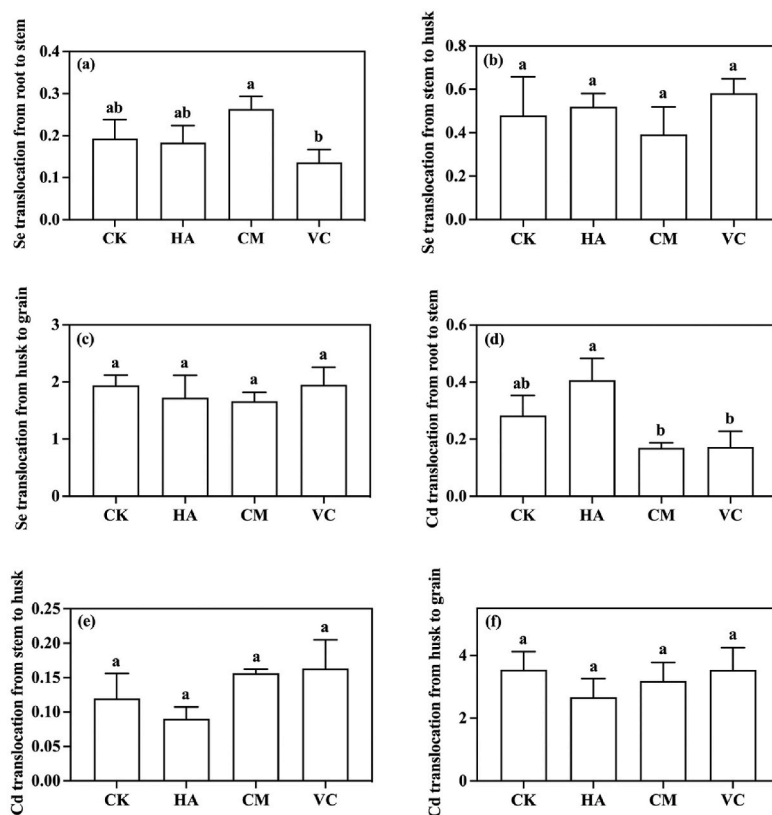 (a)
Se translocation from root to stem
0.4
0.3
0.2
0.1
0.0
ab
ab
a
b
CK HA CM VC
(b)
Se translocation from stem to husk
0.8
0.6
0.4
0.2
0.0
a
a
a
a
CK HA CM VC
(c)
Se translocation from husk to grain
3
2
1
0
a
a
a
a
CK HA CM VC
(d)
Cd translocation from root to stem
0.6
0.4
0.2
0.0
ab
a
b
b
CK HA CM VC
(e)
Cd translocation from stem to husk
0.25
0.20
0.15
0.10
0.05
0.00
a
a
a
a
CK HA CM VC
(f)
Cd translocation from husk to grain
4
2
0
a
a
a
a
CK HA CM VC